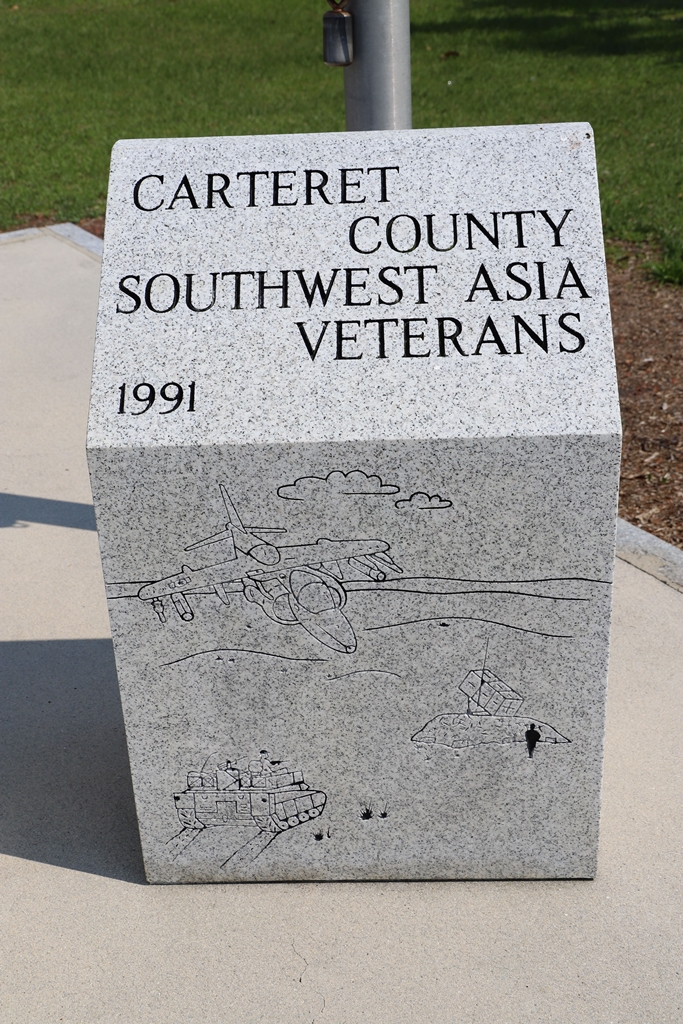 CARTERET
COUNTY
SOUTHWEST ASIA
VETERANS
1991